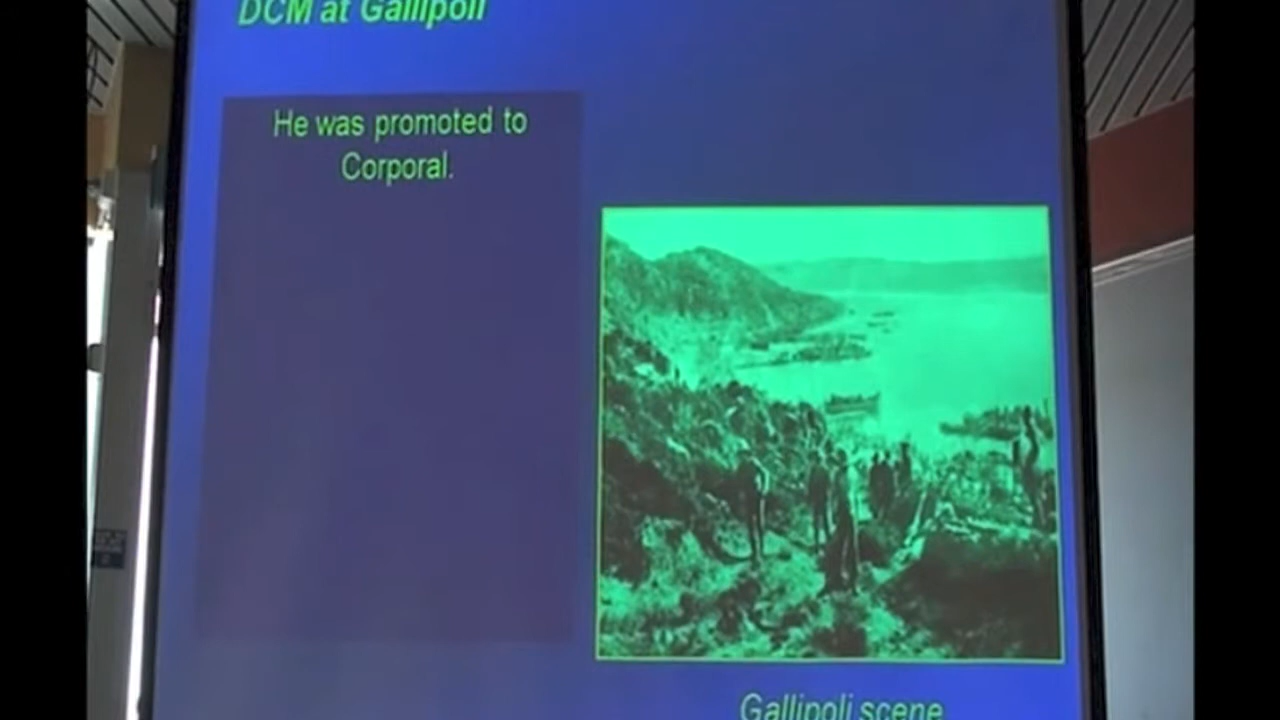 DCM at Gallipoli
He was promoted to
Corporal.
Gallipoli scene